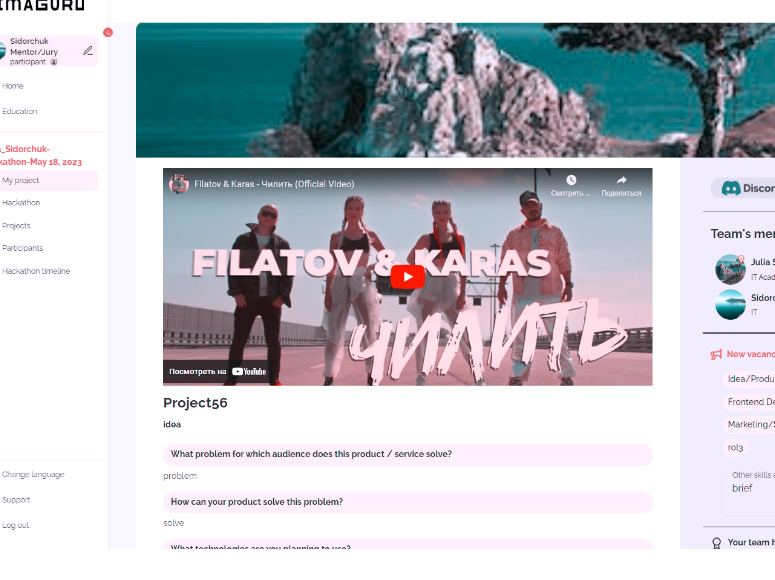 IMAGURU
Sidorchuk
Mentor/Jury
participant
Home
Education
_Sidorchuk-
kathon-May 18, 2023
My project
Hackathon
Projects
Participants
Hackathon timeline
Change language
Support
Log out
Filatov & Karas - Чилить (Official Video)
Смотреть ...
Поделиться
FILATOV & KARAS
ЧИЛИТЬ
Посмотреть на YouTube
Project56
idea
What problem for which audience does this product / service solve?
problem
How can your product solve this problem?
solve
What technologies are you planning to use?
Discor
Team's mer
Julia S
IT Acad
Sidoro
IT
New vacanc
Idea/Produ
Frontend De
Marketing/S
rol3
Other skills a
brief
Your team h